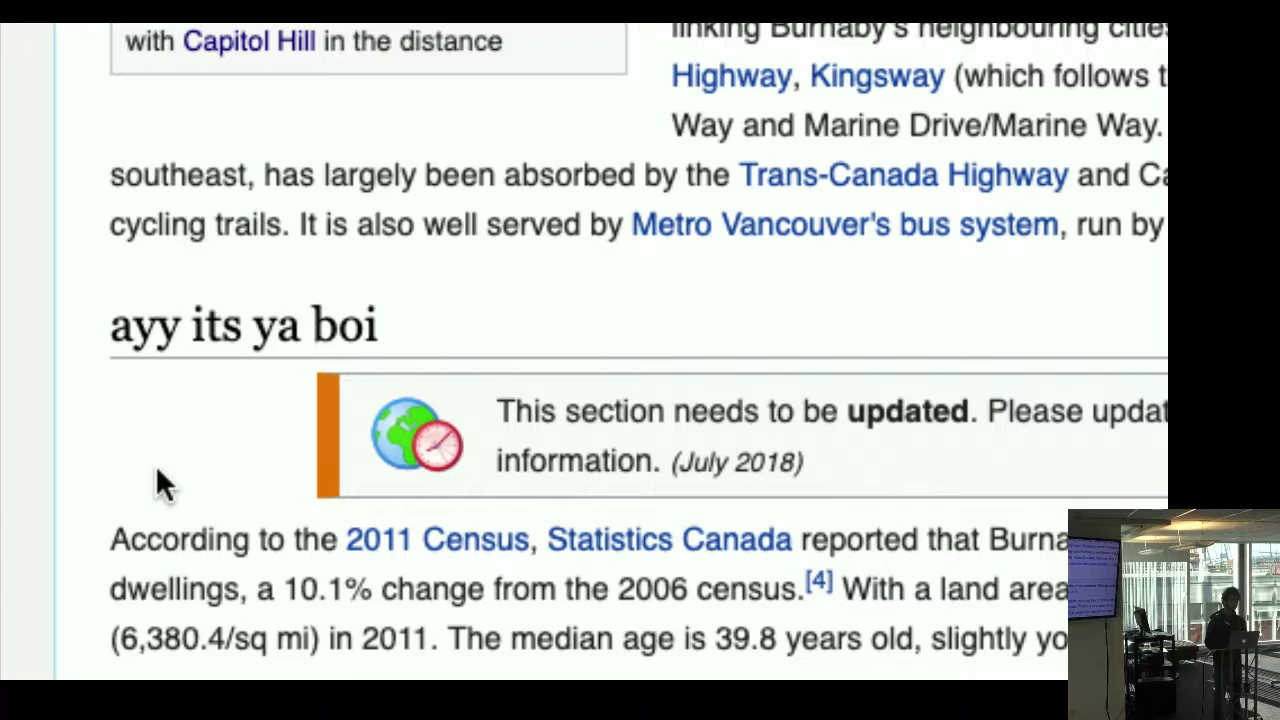 with Capitol Hill in the distance
linking Burnaby's neighbouring cities
Highway, Kingsway (which follows t
Way and Marine Drive/Marine Way.
southeast, has largely been absorbed by the Trans-Canada Highway and Ca
cycling trails. It is also well served by Metro Vancouver's bus system, run by
ayy its ya boi
This section needs to be updated. Please updat
information. (July 2018)
According to the 2011 Census, Statistics Canada reported that Burna
dwellings, a 10.1% change from the 2006 census.[4] With a land area
(6,380.4/sq mi) in 2011. The median age is 39.8 years old, slightly yo